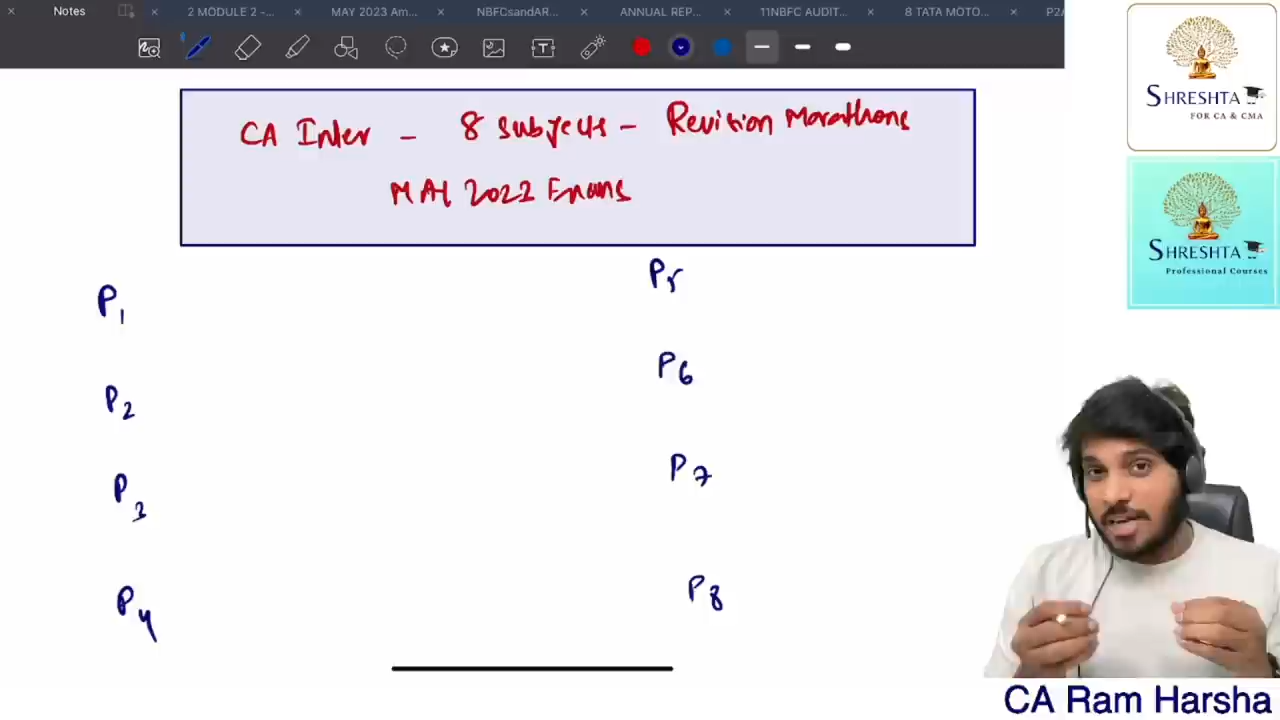 Notes
2 MODULE 2 -...
MAY 2023 Am...
NBFCsandAR...
ANNUAL REP...
11NBFC AUDIT...
8 TATA MOTO...
P2A
CA Inter - 8 Subjects - Revision Marathons
MAY 2022 Exams
P1
P2
P3
P4
P5
P6
P7
P8
SHRESHTA
FOR CA & CMA
SHRESHTA
Professional Courses
CA Ram Harsha